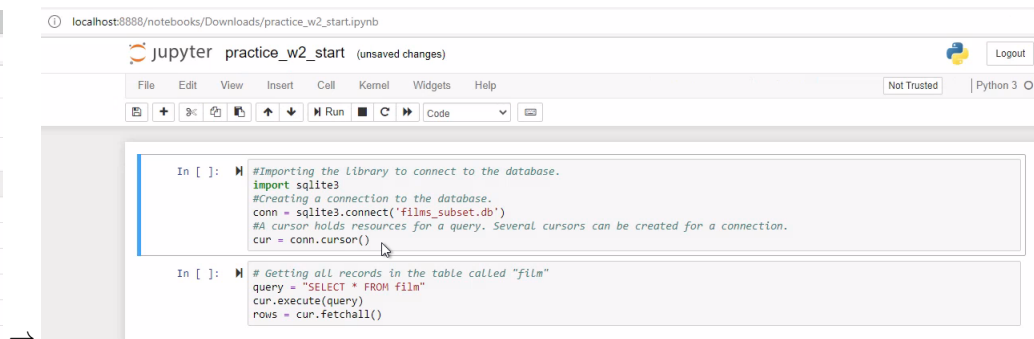 localhost:8888/notebooks/Downloads/practice_w2_start.ipynb
Jupyter practice_w2_start (unsaved changes)
Logout
File Edit View Insert Cell Kernel Widgets Help
Not Trusted
Python 3
Run
Code
In [ ]:
#Importing the library to connect to the database.
import sqlite3
#Creating a connection to the database.
conn = sqlite3.connect('films_subset.db')
#A cursor holds resources for a query. Several cursors can be created for a connection.
cur = conn.cursor()
In [ ]:
# Getting all records in the table called "film"
query = "SELECT * FROM film"
cur.execute(query)
rows = cur.fetchall()